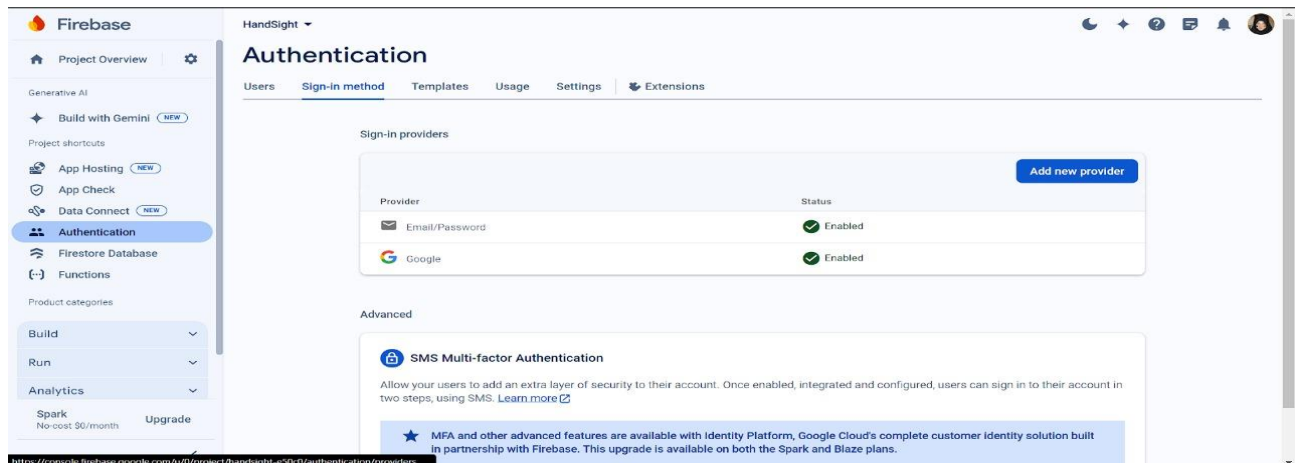 Firebase
HandSight
Project Overview
Authentication
Users Sign-in method Templates Usage Settings Extensions
Generative AI
Build with Gemini NEW
Project shortcuts
App Hosting NEW
App Check
Data Connect NEW
Authentication
Firestore Database
Functions
Product categories
Build
Run
Analytics
Spark
No-cost $0/month
Upgrade
Sign-in providers
Add new provider
Provider Status
Email/Password Enabled
Google Enabled
Advanced
SMS Multi-factor Authentication
Allow your users to add an extra layer of security to their account. Once enabled, integrated and configured, users can sign in to their account in
two steps, using SMS. Learn more
MFA and other advanced features are available with Identity Platform, Google Cloud's complete customer identity solution built
in partnership with Firebase. This upgrade is available on both the Spark and Blaze plans.
https://console.firebase.google.com/u/0/project/handsight-e50c0/authentication/providers